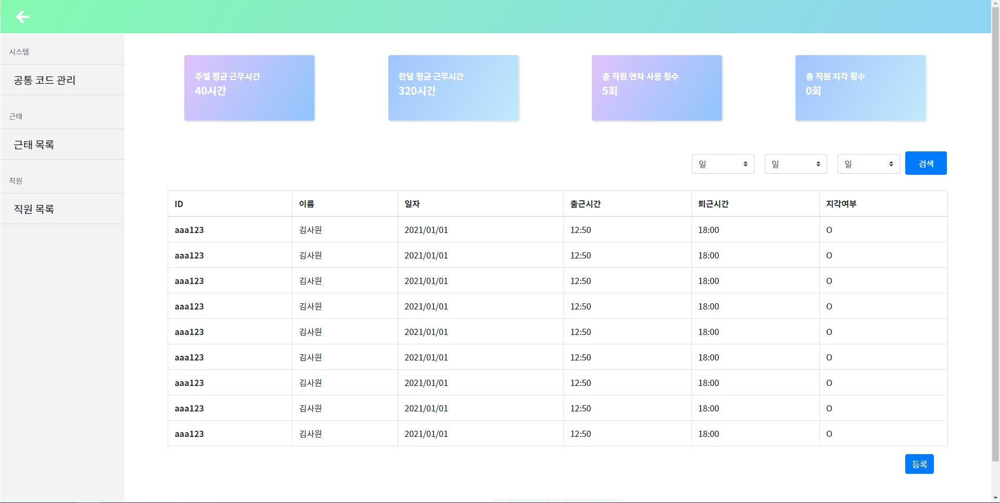 시스템
공통 코드 관리
근태
근태 목록
직원
직원 목록
주별 평균 근무시간
40시간
한달 평균 근무시간
320시간
총 직원 연차 사용 횟수
5회
총 직원 지각 횟수
0회
일 일 일 검색
ID 이름 일자 출근시간 퇴근시간 지각여부
aaa123 김사원 2021/01/01 12:50 18:00 O
aaa123 김사원 2021/01/01 12:50 18:00 O
aaa123 김사원 2021/01/01 12:50 18:00 O
aaa123 김사원 2021/01/01 12:50 18:00 O
aaa123 김사원 2021/01/01 12:50 18:00 O
aaa123 김사원 2021/01/01 12:50 18:00 O
aaa123 김사원 2021/01/01 12:50 18:00 O
aaa123 김사원 2021/01/01 12:50 18:00 O
aaa123 김사원 2021/01/01 12:50 18:00 O
등록